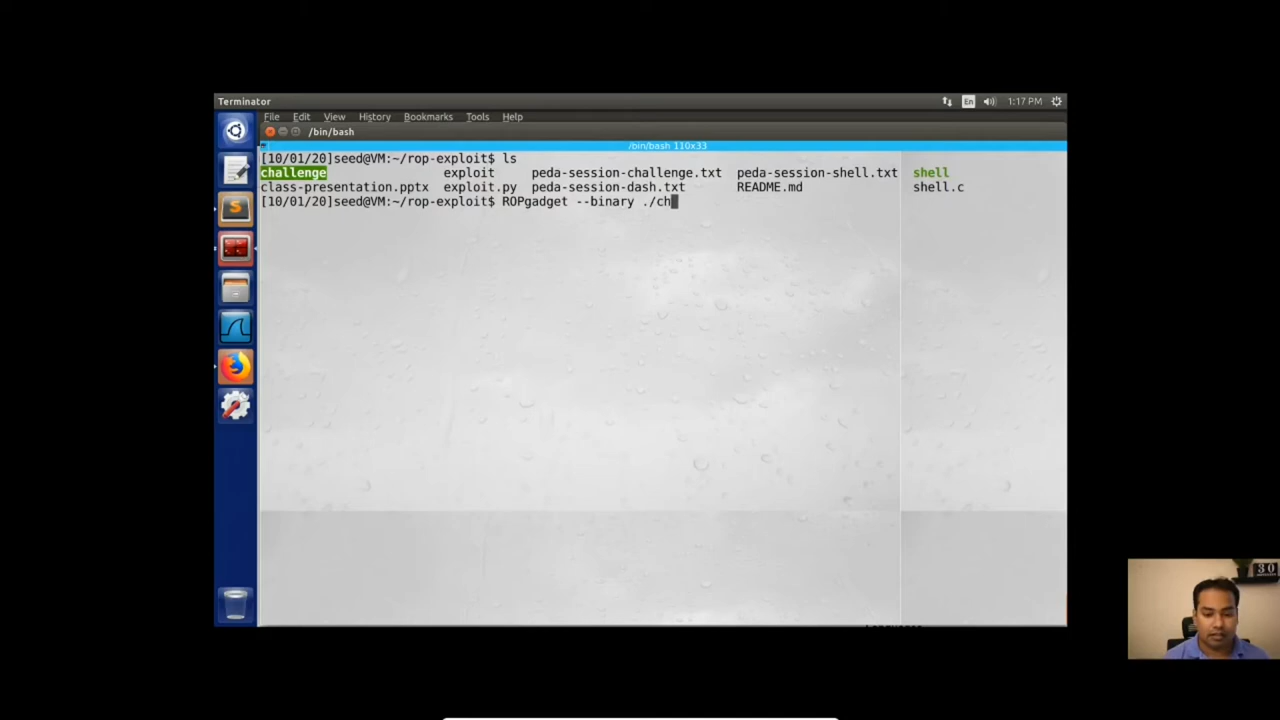 Terminator
En
1:17 PM
File Edit View History Bookmarks Tools Help
/bin/bash
/bin/bash 110x33
[10/01/20]seed@VM:~/rop-exploit$ ls
challenge exploit peda-session-challenge.txt peda-session-shell.txt shell
class-presentation.pptx exploit.py peda-session-dash.txt README.md shell.c
[10/01/20]seed@VM:~/rop-exploit$ ROPgadget --binary ./ch
30